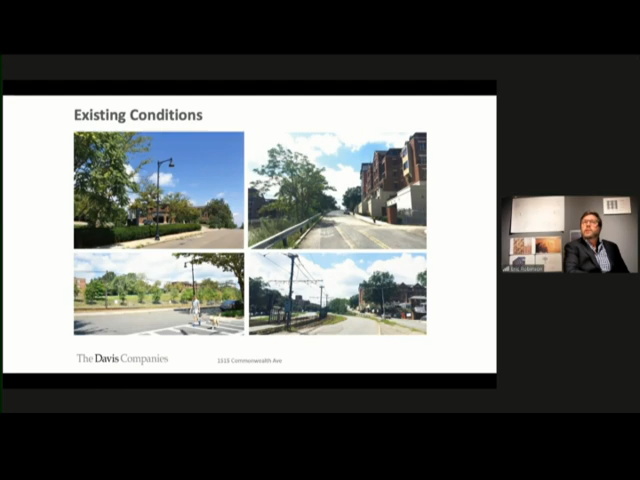 Existing Conditions
The Davis Companies
1515 Commonwealth Ave